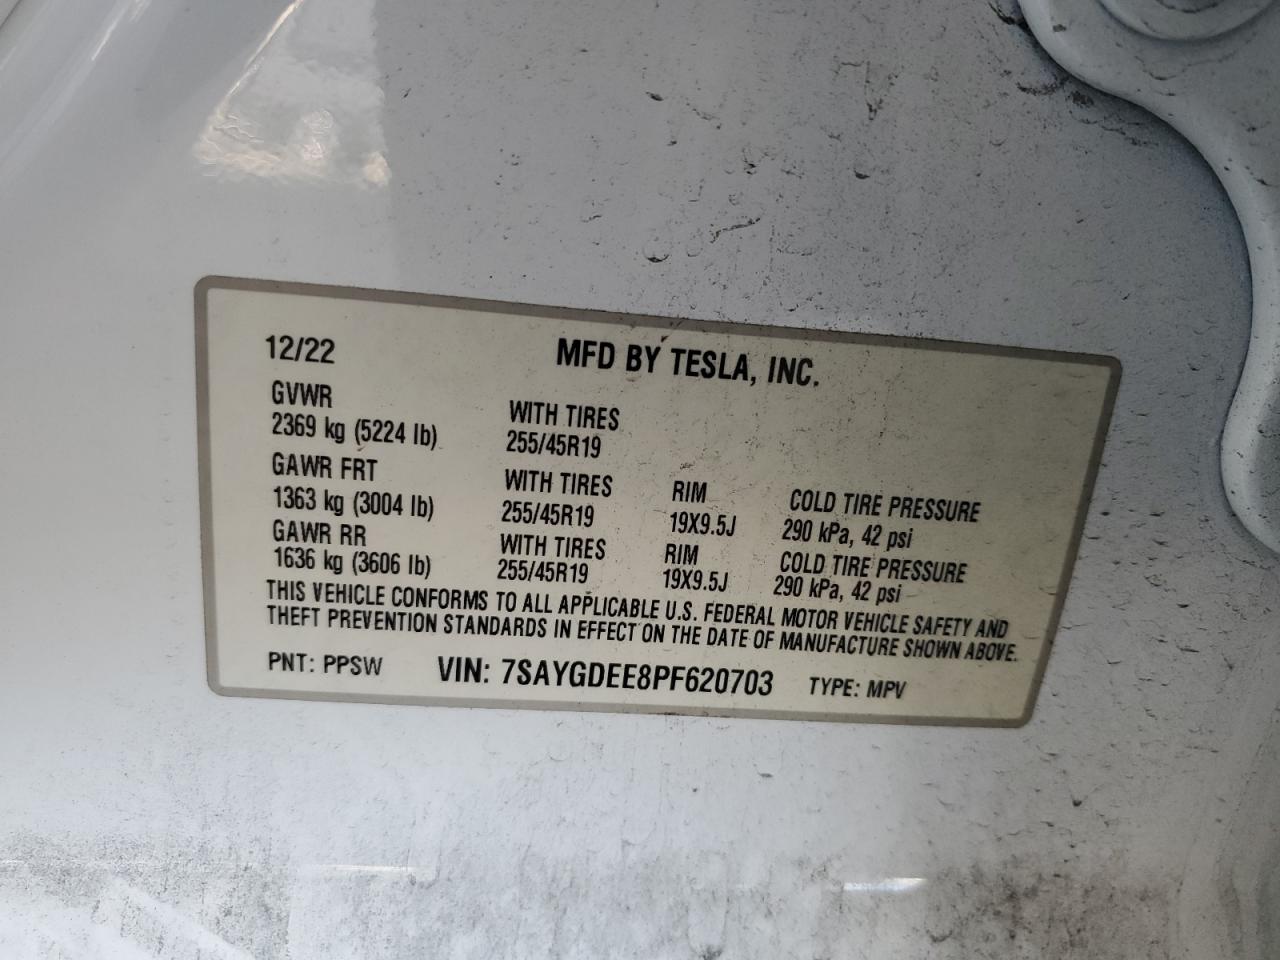 12/22 MFD BY TESLA, INC.
GVWR WITH TIRES
2369 kg (5224 lb) 255/45R19
GAWR FRT WITH TIRES RIM COLD TIRE PRESSURE
1363 kg (3004 lb) 255/45R19 19X9.5J 290 kPa, 42 psi
GAWR RR WITH TIRES RIM COLD TIRE PRESSURE
1636 kg (3606 lb) 255/45R19 19X9.5J 290 kPa, 42 psi
THIS VEHICLE CONFORMS TO ALL APPLICABLE U.S. FEDERAL MOTOR VEHICLE SAFETY AND
THEFT PREVENTION STANDARDS IN EFFECT ON THE DATE OF MANUFACTURE SHOWN ABOVE.
PNT: PPSW VIN: 7SAYGDEE8PF620703 TYPE: MPV